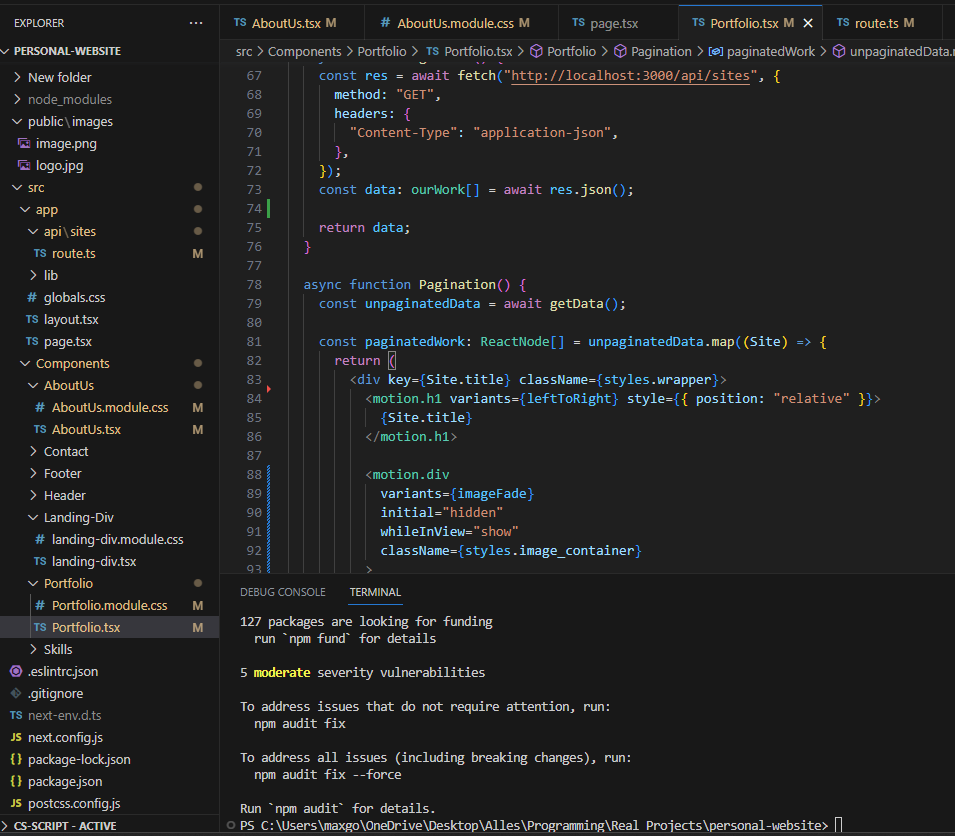 EXPLORER ···
PERSONAL-WEBSITE
New folder
node_modules
public\images
image.png
logo.jpg
src
app
api\sites
TS route.ts M
lib
# globals.css
TS layout.tsx
TS page.tsx
Components
AboutUs
# AboutUs.module.css M
TS AboutUs.tsx M
Contact
Footer
Header
Landing-Div
# landing-div.module.css
TS landing-div.tsx
Portfolio
# Portfolio.module.css M
TS Portfolio.tsx M
Skills
.eslintrc.json
.gitignore
TS next-env.d.ts
JS next.config.js
{} package-lock.json
{} package.json
JS postcss.config.js
CS-SCRIPT - ACTIVE
TS AboutUs.tsx M # AboutUs.module.css M TS page.tsx TS Portfolio.tsx M TS route.ts M
src > Components > Portfolio > TS Portfolio.tsx > Portfolio > Pagination > paginatedWork > unpaginatedData.
67 const res = await fetch("http://localhost:3000/api/sites", {
68 method: "GET",
69 headers: {
70 "Content-Type": "application-json",
71 },
72 });
73 const data: ourWork[] = await res.json();
74
75 return data;
76 }
77
78 async function Pagination() {
79 const unpaginatedData = await getData();
80
81 const paginatedWork: ReactNode[] = unpaginatedData.map((Site) => {
82 return (
83 <div key={Site.title} className={styles.wrapper}>
84 <motion.h1 variants={leftToRight} style={{ position: "relative" }}>
85 {Site.title}
86 </motion.h1>
87
88 <motion.div
89 variants={imageFade}
90 initial="hidden"
91 whileInView="show"
92 className={styles.image_container}
93 >
DEBUG CONSOLE TERMINAL
127 packages are looking for funding
run `npm fund` for details
5 moderate severity vulnerabilities
To address issues that do not require attention, run:
npm audit fix
To address all issues (including breaking changes), run:
npm audit fix --force
Run `npm audit` for details.
PS C:\Users\maxgo\OneDrive\Desktop\Alles\Programming\Real Projects\personal-website>